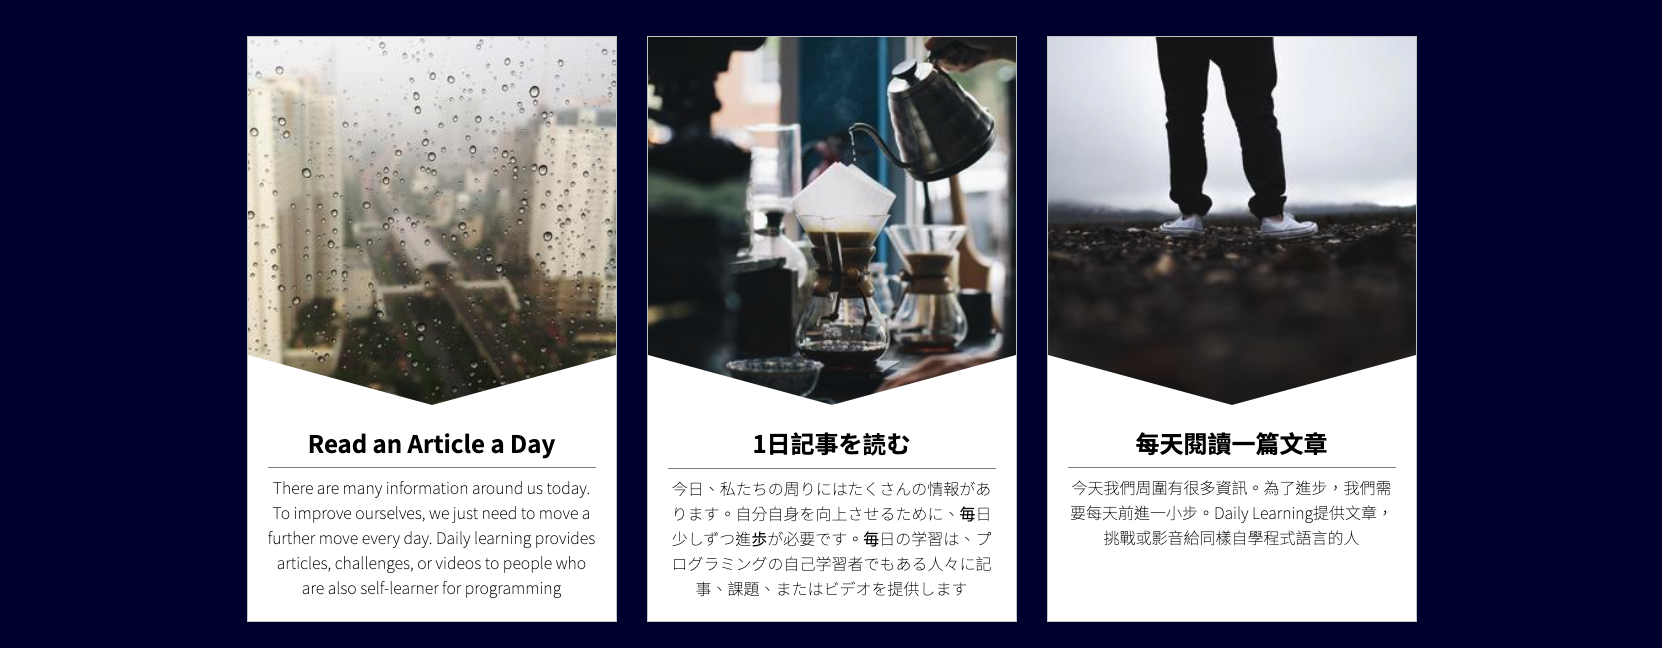 Read an Article a Day
There are many information around us today.
To improve ourselves, we just need to move a
further move every day. Daily learning provides
articles, challenges, or videos to people who
are also self-learner for programming
1日記事を読む
今日、私たちの周りにはたくさんの情報があ
ります。自分自身を向上させるために、毎日
少しずつ進歩が必要です。毎日の学習は、プ
ログラミングの自己学習者でもある人々に記
事、課題、またはビデオを提供します
每天閱讀一篇文章
今天我們周圍有很多資訊。為了進步，我們需
要每天前進一小步。Daily Learning提供文章，
挑戰或影音給同樣自學程式語言的人